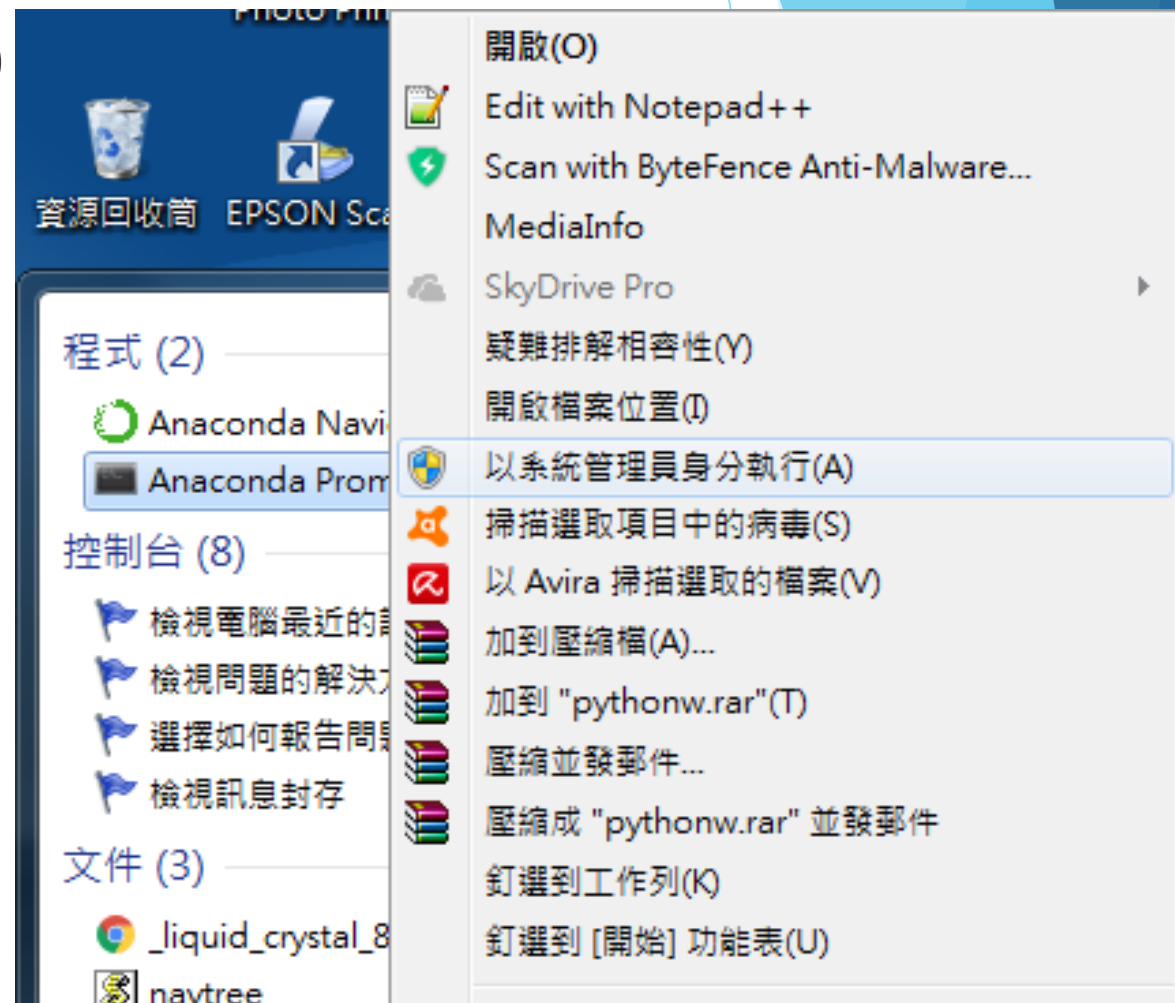 )
資源回收筒
EPSON Sca
程式 (2)
Anaconda Navi
Anaconda Prom
控制台 (8)
檢視電腦最近的
檢視問題的解決
選擇如何報告問
檢視訊息封存
文件 (3)
_liquid_crystal_8
navtree
開啟(O)
Edit with Notepad++
Scan with ByteFence Anti-Malware...
MediaInfo
SkyDrive Pro
疑難排解相容性(Y)
開啟檔案位置(I)
以系統管理員身分執行(A)
掃描選取項目中的病毒(S)
以 Avira 掃描選取的檔案(V)
加到壓縮檔(A)...
加到 "pythonw.rar"(T)
壓縮並發郵件...
壓縮成 "pythonw.rar" 並發郵件
釘選到工作列(K)
釘選到 [開始] 功能表(U)